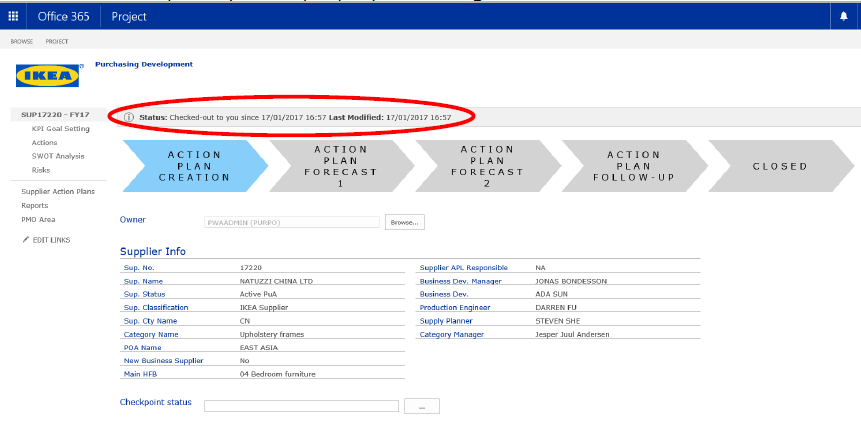 Office 365 Project
BROWSE PROJECT
IKEA ®
Purchasing Development
SUP17220 - FY17
KPI Goal Setting
Actions
SWOT Analysis
Risks
Supplier Action Plans
Reports
PMO Area
EDIT LINKS
Status: Checked-out to you since 17/01/2017 16:57 Last Modified: 17/01/2017 16:57
ACTION
PLAN
CREATION
ACTION
PLAN
FORECAST
1
ACTION
PLAN
FORECAST
2
ACTION
PLAN
FOLLOW-UP
CLOSED
Owner PWAADMIN (PURPO) Browse...
Supplier Info
Sup. No. 17220
Sup. Name NATUZZI CHINA LTD
Sup. Status Active PuA
Sup. Classification IKEA Supplier
Sup. Cty Name CN
Category Name Upholstery frames
POA Name EAST ASIA
New Business Supplier No
Main HFB 04 Bedroom furniture
Supplier APL Responsible NA
Business Dev. Manager JONAS BONDESSON
Business Dev. ADA SUN
Production Engineer DARREN FU
Supply Planner STEVEN SHE
Category Manager Jesper Juul Andersen
Checkpoint status ...